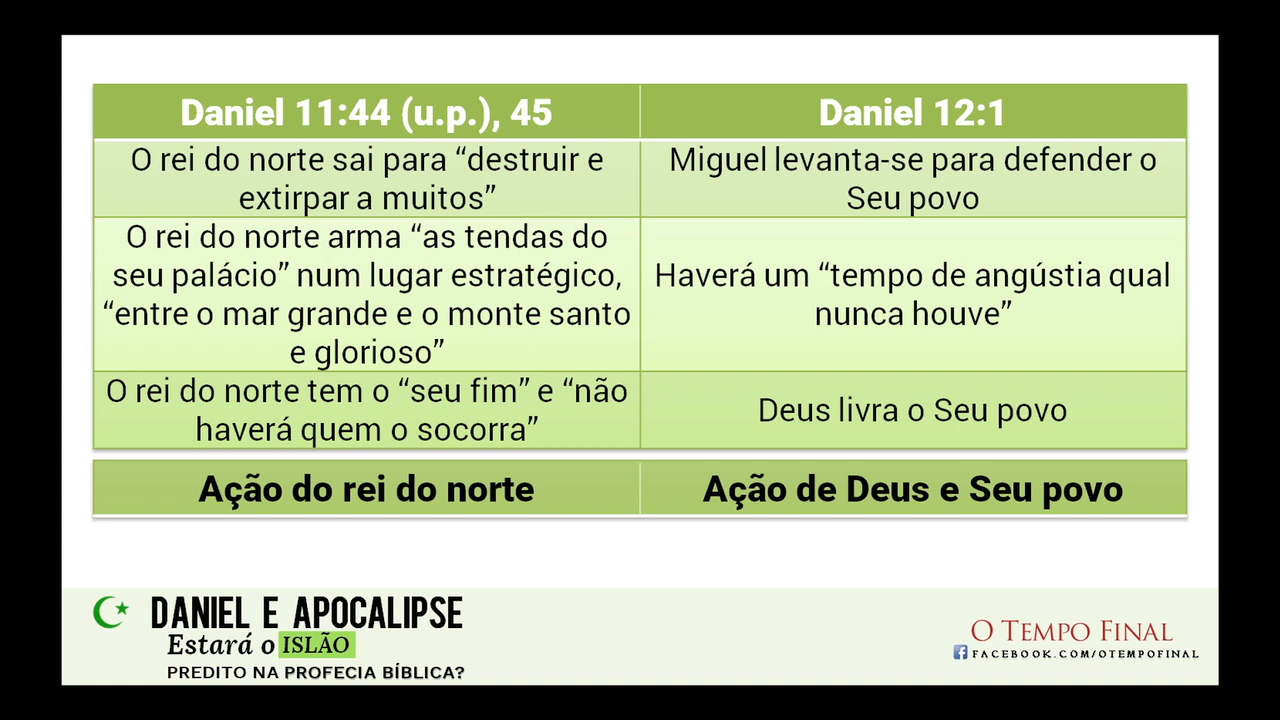 Daniel 11:44 (u.p.), 45
Daniel 12:1
O rei do norte sai para “destruir e
extirpar a muitos”
Miguel levanta-se para defender o
Seu povo
O rei do norte arma “as tendas do
seu palácio” num lugar estratégico,
“entre o mar grande e o monte santo
e glorioso”
Haverá um “tempo de angústia qual
nunca houve”
O rei do norte tem o “seu fim” e “não
haverá quem o socorra”
Deus livra o Seu povo
Ação do rei do norte
Ação de Deus e Seu povo
DANIEL E APOCALIPSE
Estará o ISLÃO
PREDITO NA PROFECIA BÍBLICA?
O TEMPO FINAL
FACEBOOK.COM/OTEMPOFINAL